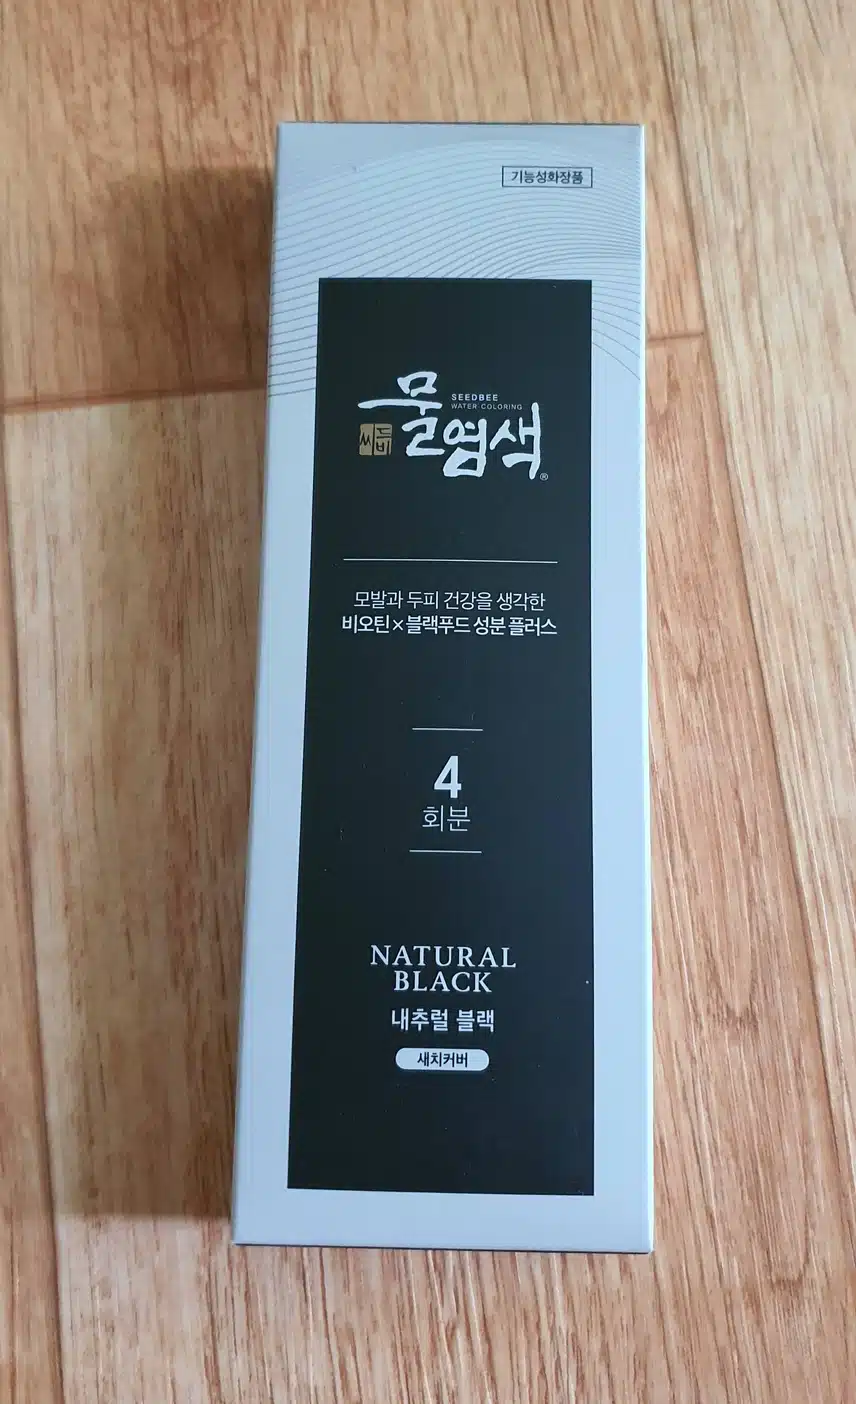 기능성화장품
SEEDBEE
WATER COLORING
물염색
씨드비
®
모발과 두피 건강을 생각한
비오틴×블랙푸드 성분 플러스
4
회분
NATURAL
BLACK
내추럴 블랙
새치커버